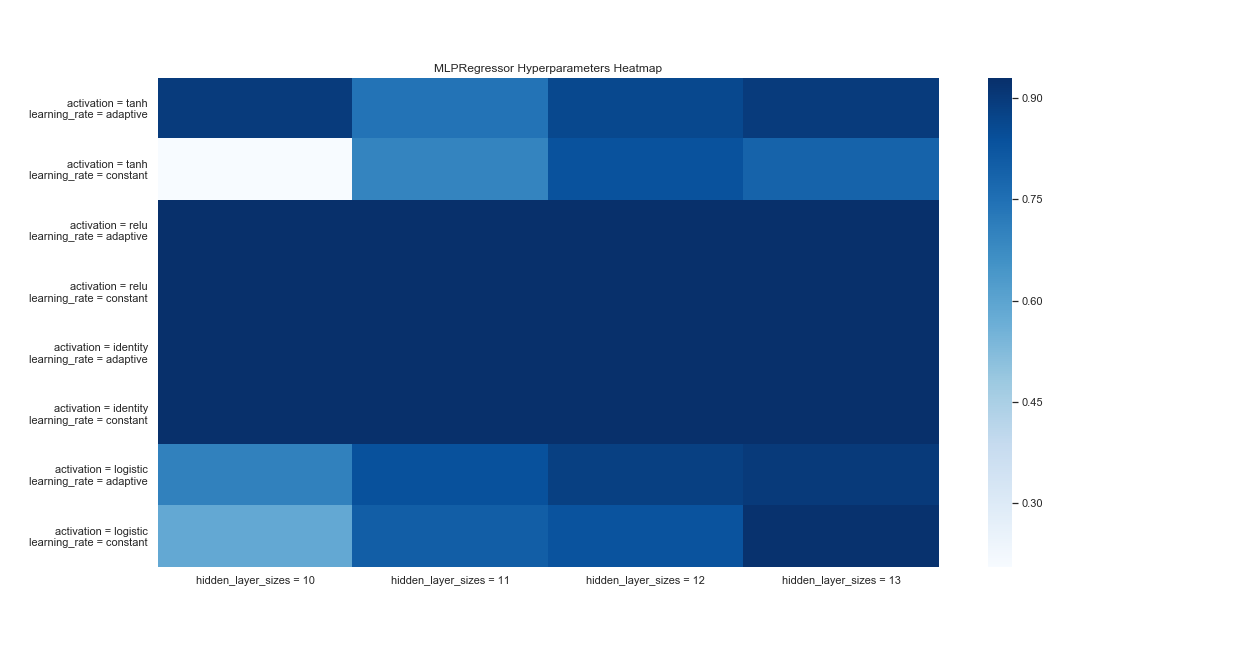 MLPRegressor Hyperparameters Heatmap
activation = tanh
learning_rate = adaptive
activation = tanh
learning_rate = constant
activation = relu
learning_rate = adaptive
activation = relu
learning_rate = constant
activation = identity
learning_rate = adaptive
activation = identity
learning_rate = constant
activation = logistic
learning_rate = adaptive
activation = logistic
learning_rate = constant
hidden_layer_sizes = 10
hidden_layer_sizes = 11
hidden_layer_sizes = 12
hidden_layer_sizes = 13
0.90
0.75
0.60
0.45
0.30